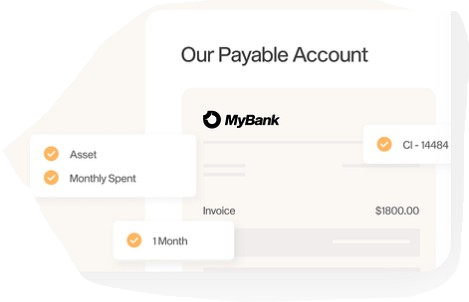 Our Payable Account
MyBank
CI - 14484
Asset
Monthly Spent
Invoice $1800.00
1 Month